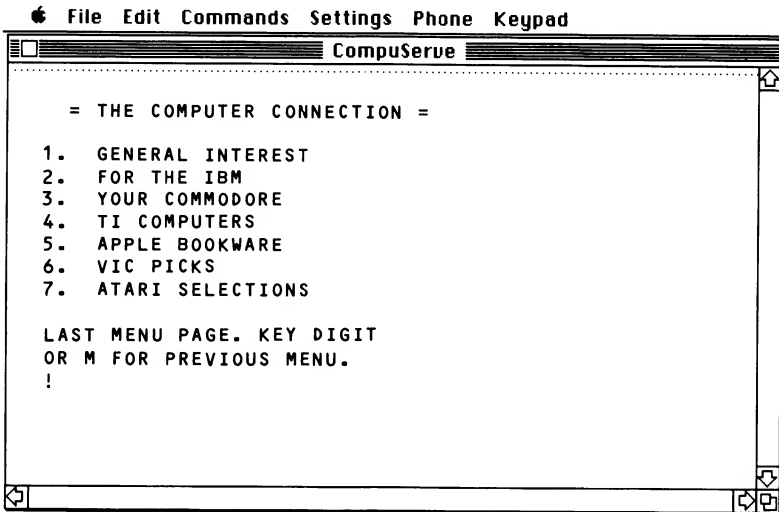 File Edit Commands Settings Phone Keypad
CompuServe
= THE COMPUTER CONNECTION =
1. GENERAL INTEREST
2. FOR THE IBM
3. YOUR COMMODORE
4. TI COMPUTERS
5. APPLE BOOKWARE
6. VIC PICKS
7. ATARI SELECTIONS
LAST MENU PAGE. KEY DIGIT
OR M FOR PREVIOUS MENU.
!